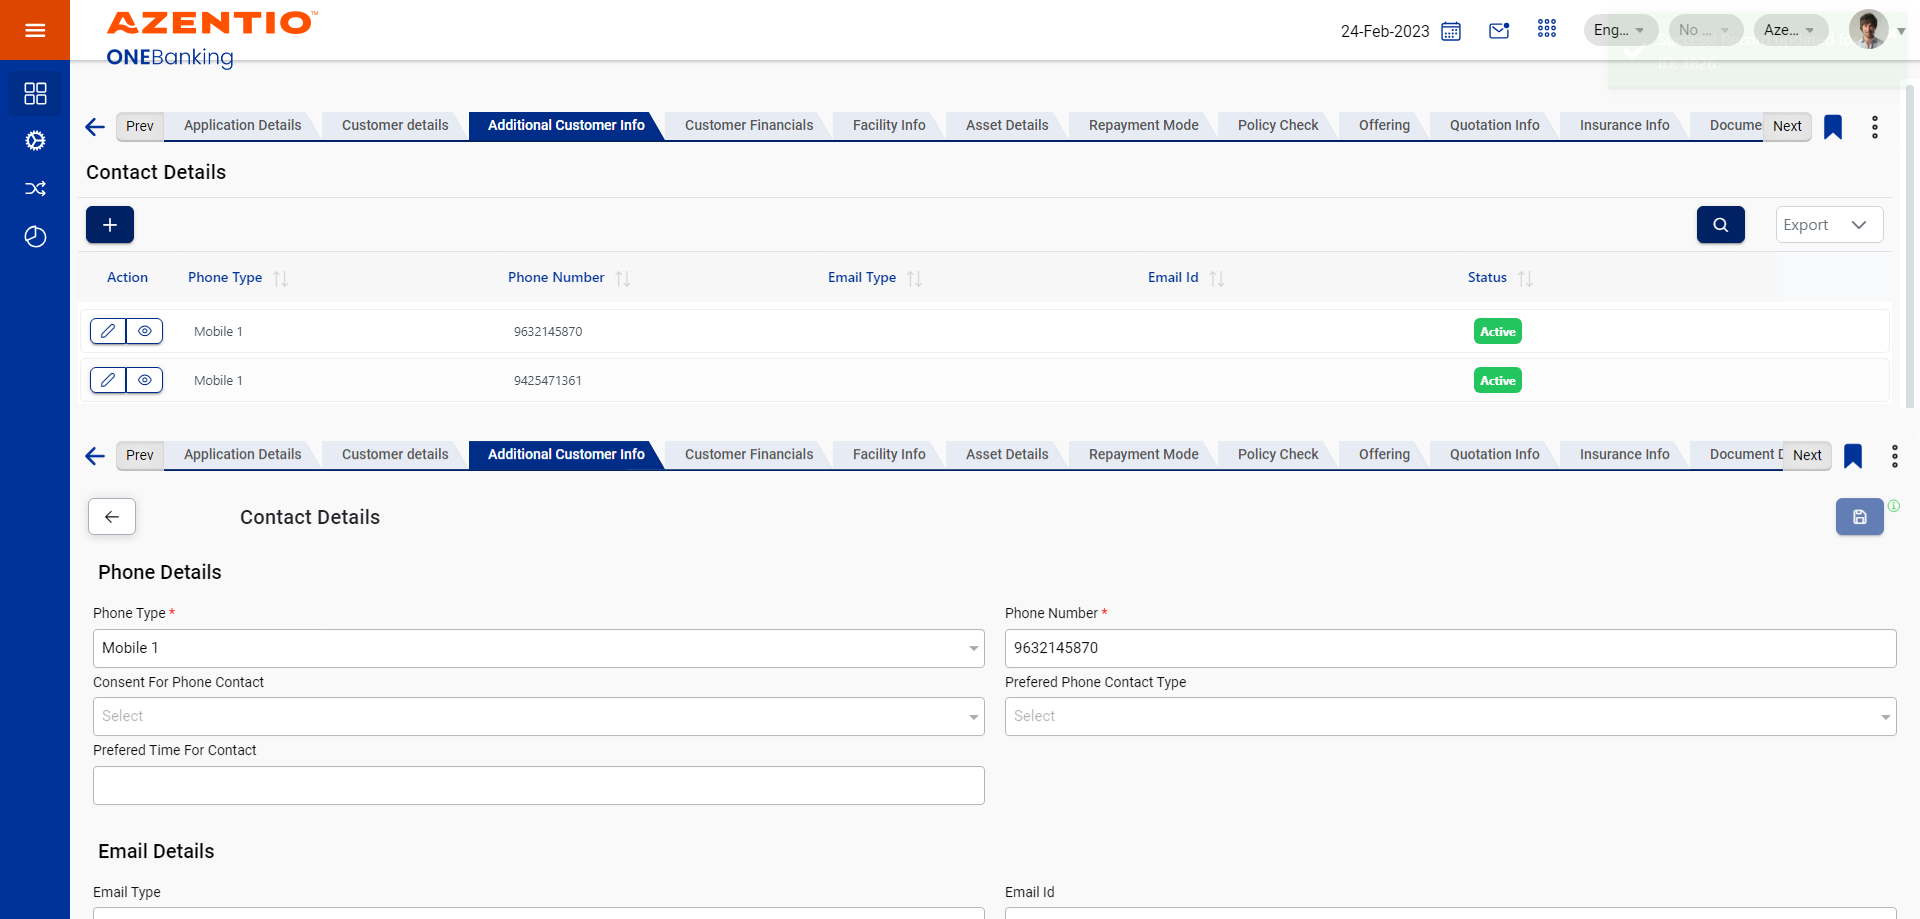 AZENTIO™
ONEBanking
24-Feb-2023
Eng...
No ...
Aze...
Prev
Application Details
Customer details
Additional Customer Info
Customer Financials
Facility Info
Asset Details
Repayment Mode
Policy Check
Offering
Quotation Info
Insurance Info
Docume
Next
Contact Details
Export
Action
Phone Type
Phone Number
Email Type
Email Id
Status
Mobile 1
9632145870
Active
Mobile 1
9425471361
Active
Prev
Application Details
Customer details
Additional Customer Info
Customer Financials
Facility Info
Asset Details
Repayment Mode
Policy Check
Offering
Quotation Info
Insurance Info
Document D
Next
Contact Details
Phone Details
Phone Type *
Phone Number *
Mobile 1
9632145870
Consent For Phone Contact
Prefered Phone Contact Type
Select
Select
Prefered Time For Contact
Email Details
Email Type
Email Id